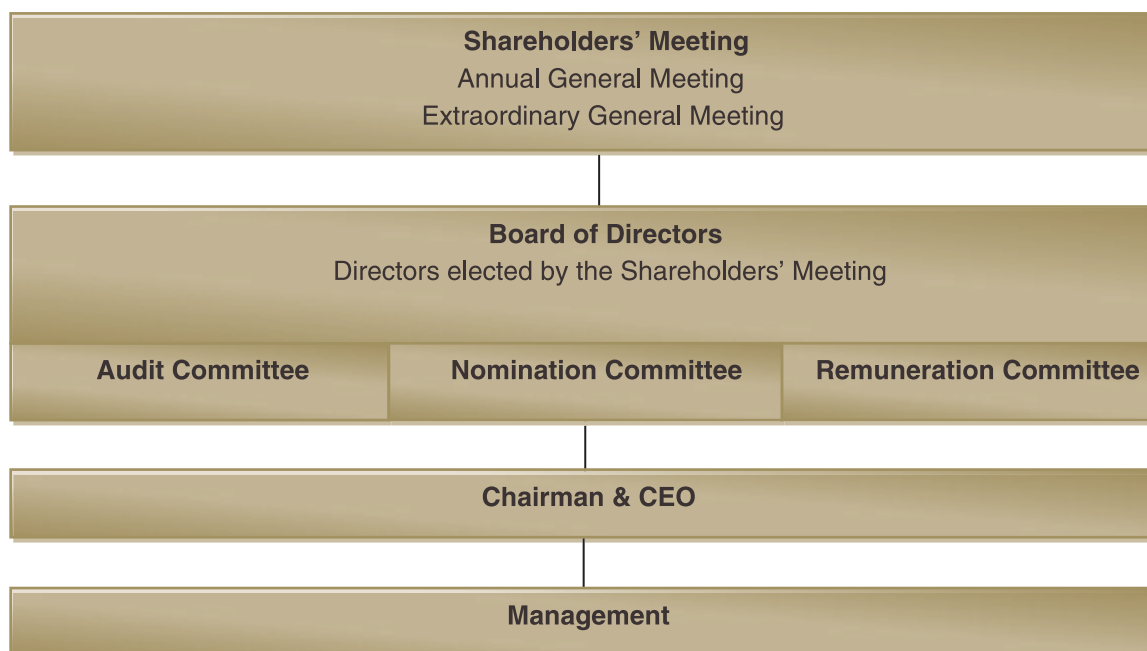 Shareholders’ Meeting
Annual General Meeting
Extraordinary General Meeting
Board of Directors
Directors elected by the Shareholders’ Meeting
Audit Committee
Nomination Committee
Remuneration Committee
Chairman & CEO
Management